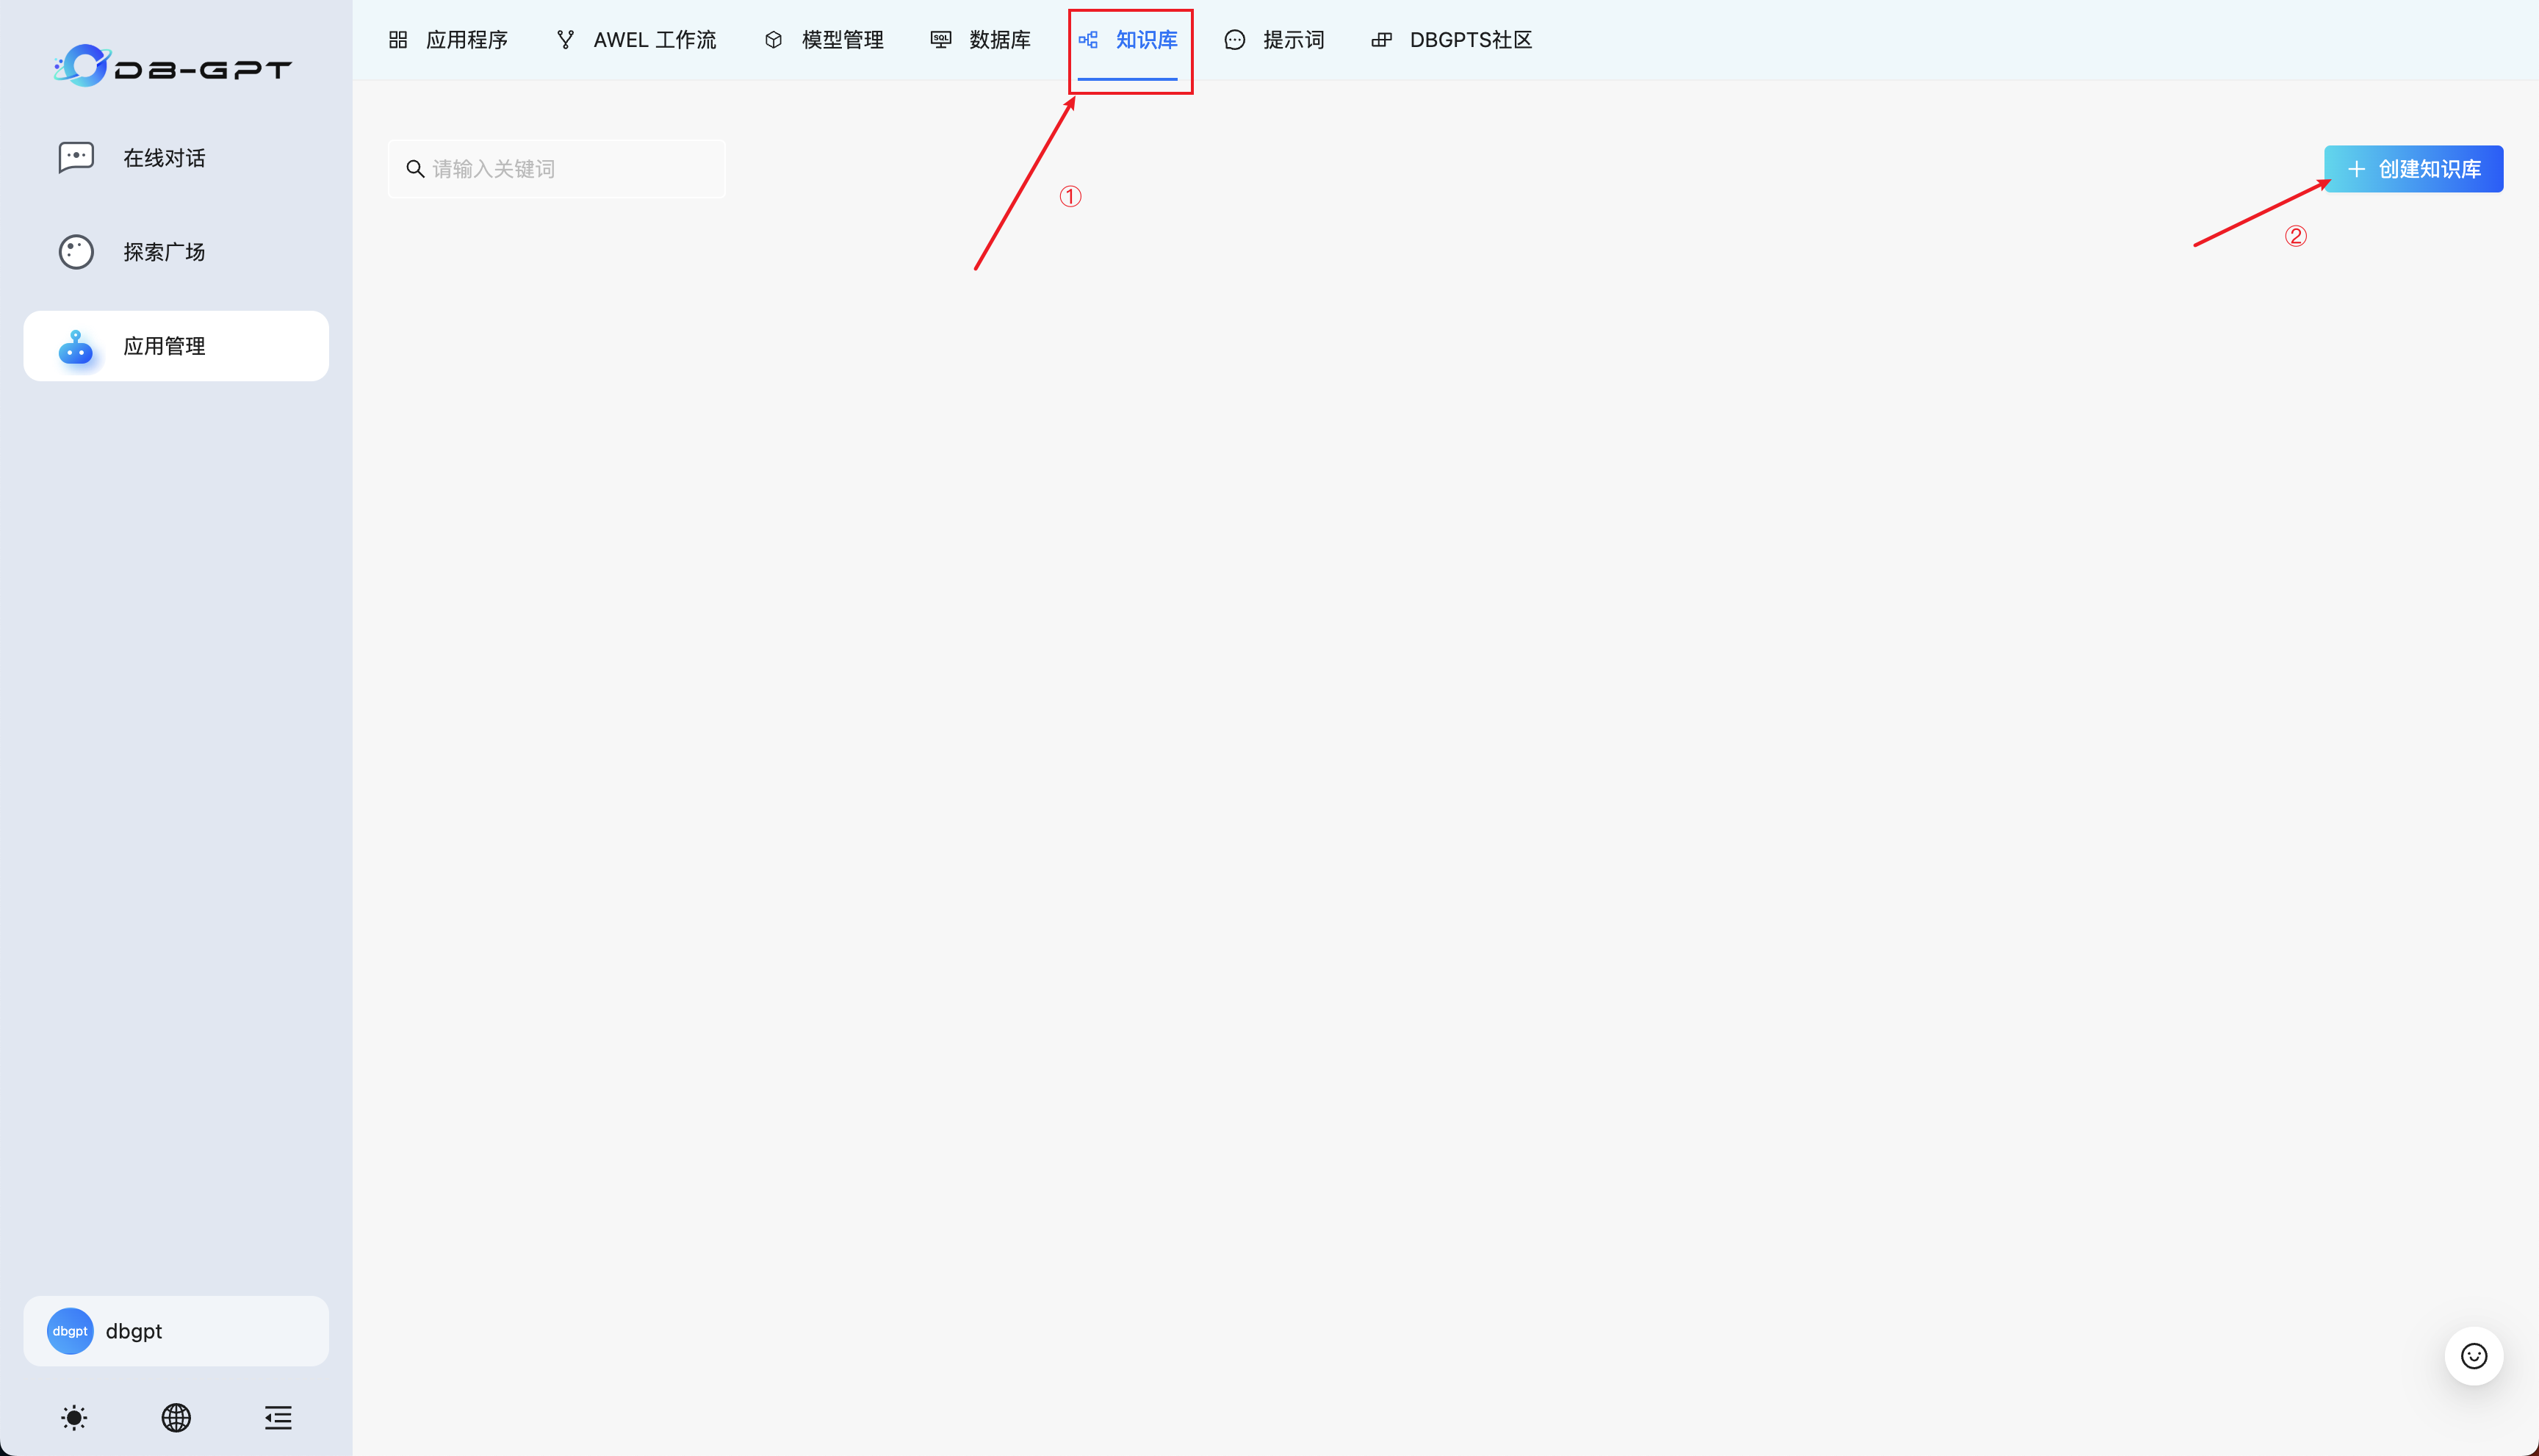 DB-GPT
在线对话
探索广场
应用管理
dbgpt
dbgpt
应用程序
AWEL 工作流
模型管理
SQL
数据库
知识库
提示词
DBGPTS社区
请输入关键词
①
创建知识库
②